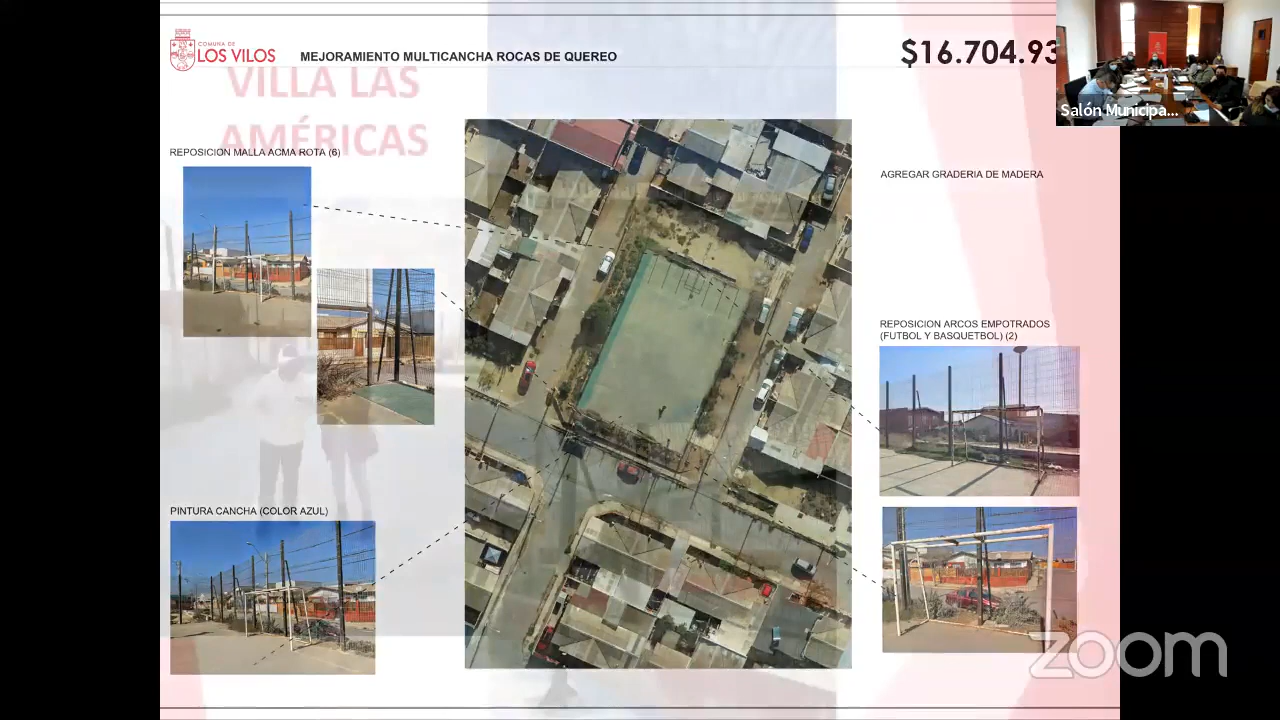 COMUNA DE
LOS VILOS
MEJORAMIENTO MULTICANCHA ROCAS DE QUEREO
$16.704.93
Salón Municipa...
VILLA LAS
AMÉRICAS
REPOSICION MALLA ACMA ROTA (6)
AGREGAR GRADERIA DE MADERA
REPOSICION ARCOS EMPOTRADOS
(FUTBOL Y BASQUETBOL) (2)
PINTURA CANCHA (COLOR AZUL)
zoom